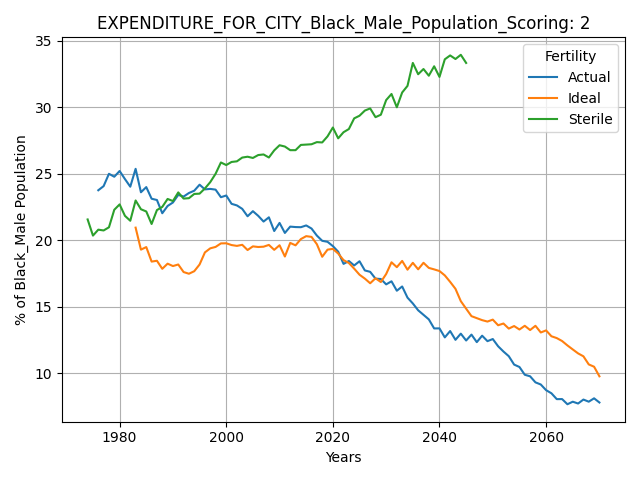 EXPENDITURE_FOR_CITY_Black_Male_Population_Scoring: 2
% of Black_Male Population
35
30
25
20
15
10
Fertility
Actual
Ideal
Sterile
1980 2000 2020 2040 2060
Years